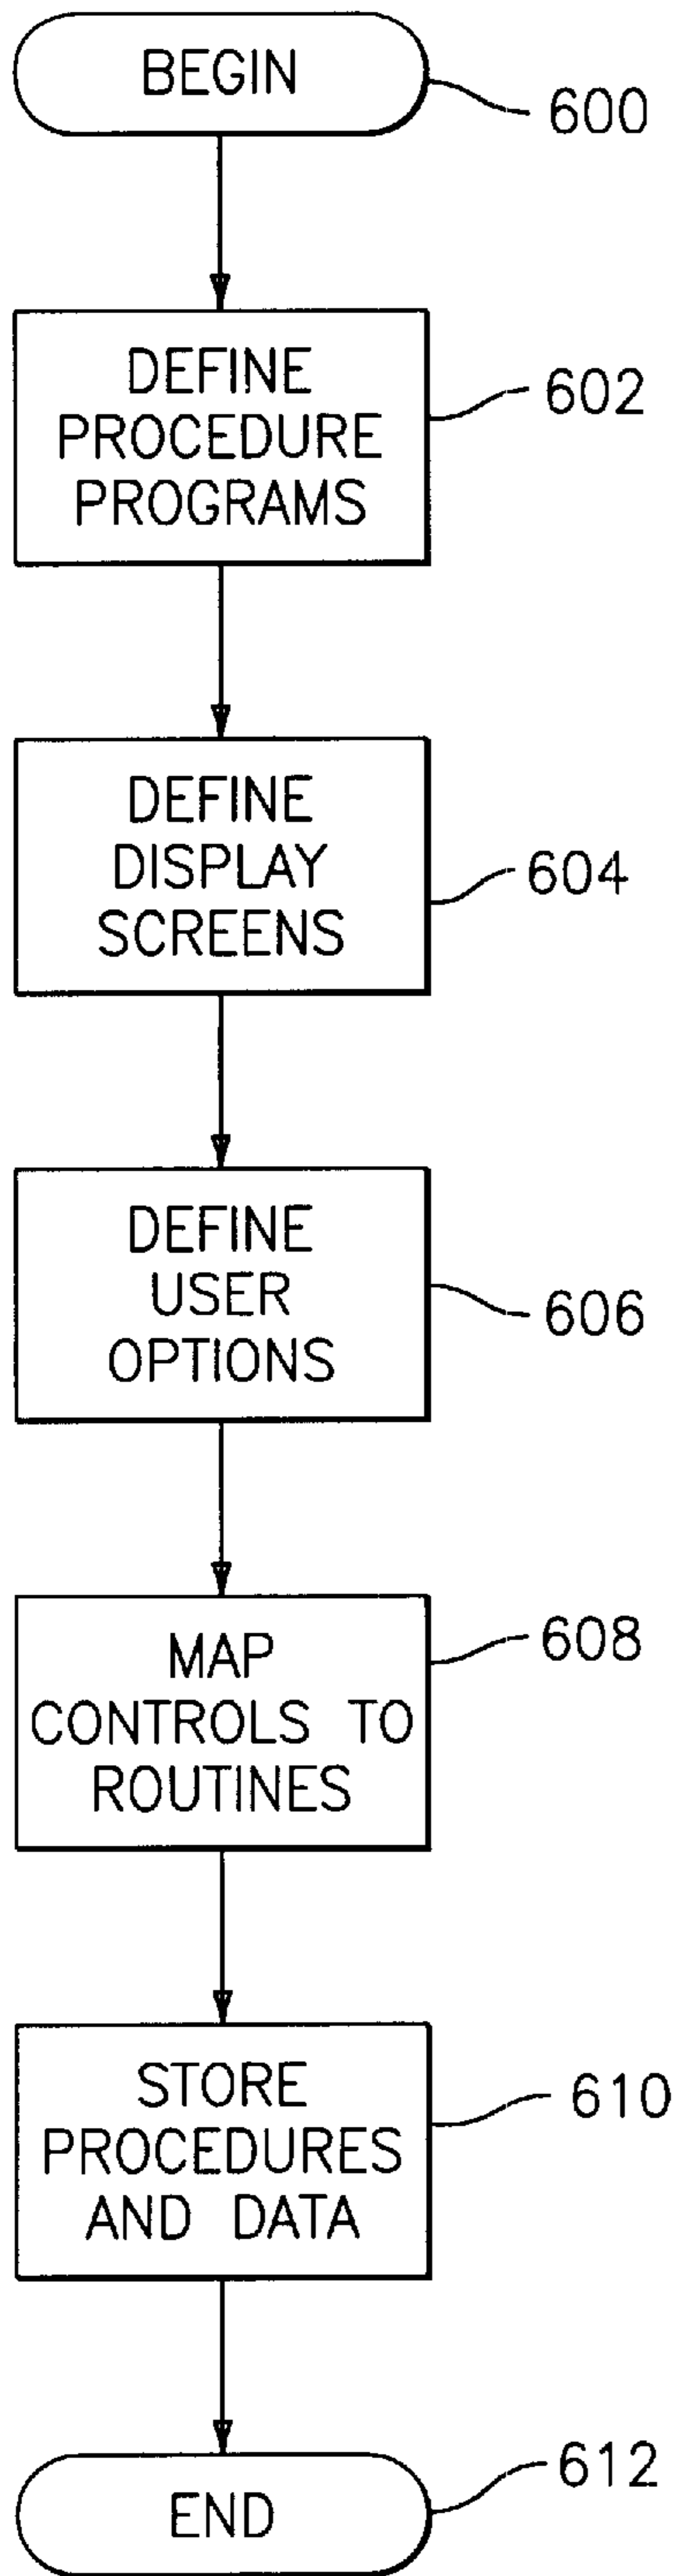 BEGIN
600
DEFINE
PROCEDURE
PROGRAMS
602
DEFINE
DISPLAY
SCREENS
604
DEFINE
USER
OPTIONS
606
MAP
CONTROLS TO
ROUTINES
608
STORE
PROCEDURES
AND DATA
610
END
612